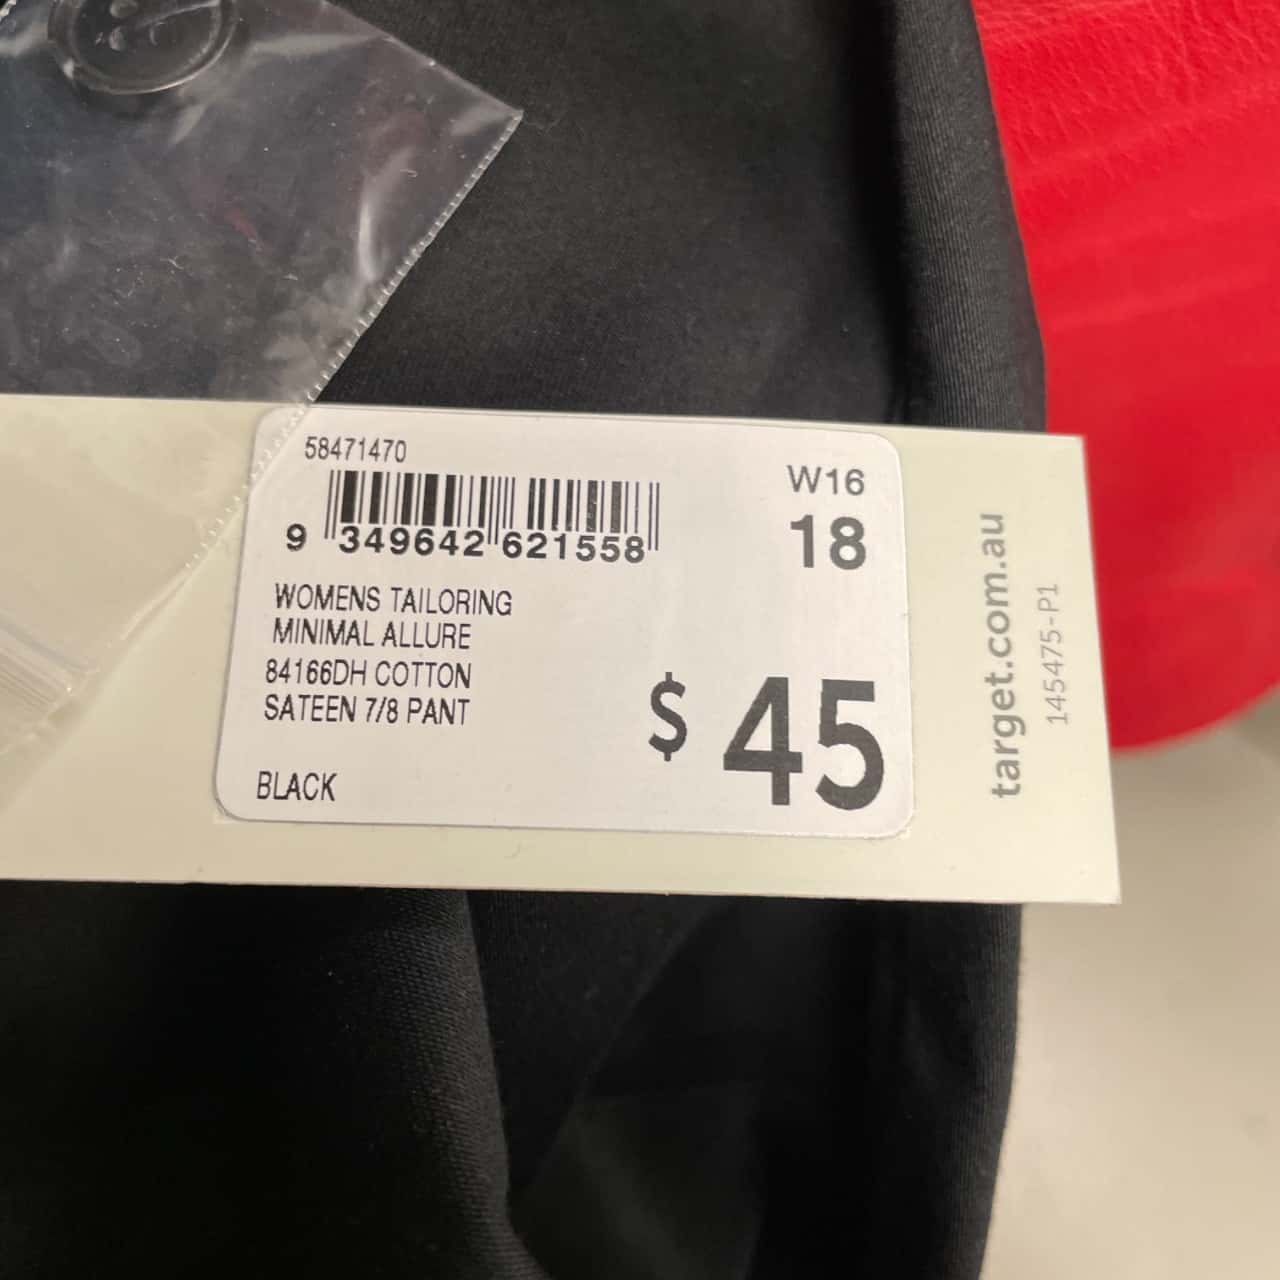 58471470
W16
18
9 349642 621558
WOMENS TAILORING
MINIMAL ALLURE
84166DH COTTON
SATEEN 7/8 PANT
$ 45
BLACK
target.com.au
145475-P1